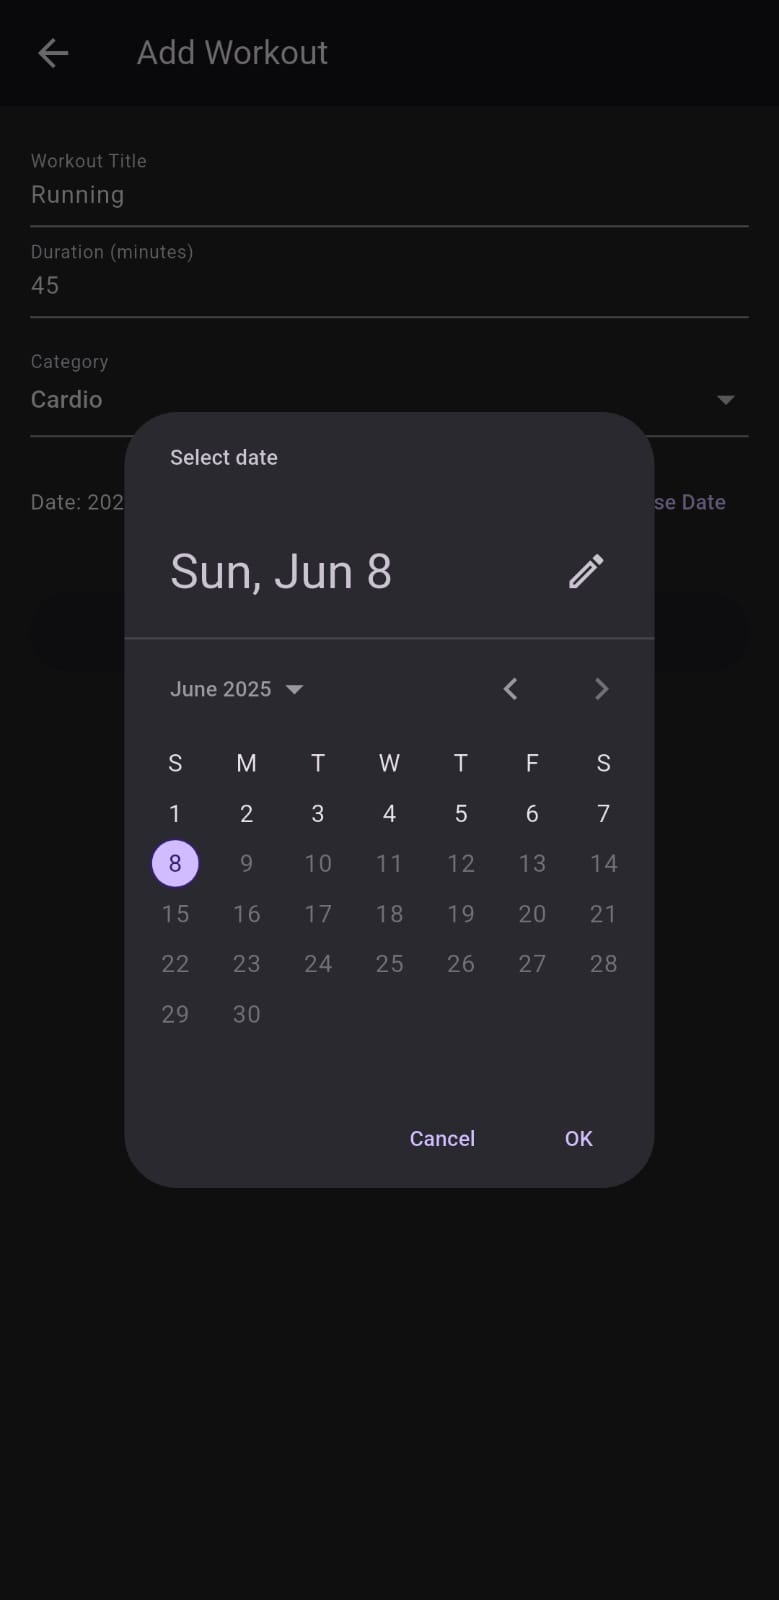 Add Workout
Workout Title
Running
Duration (minutes)
45
Category
Cardio
Select date
Date: 202
se Date
Sun, Jun 8
June 2025
S M T W T F S
1 2 3 4 5 6 7
8 9 10 11 12 13 14
15 16 17 18 19 20 21
22 23 24 25 26 27 28
29 30
Cancel OK